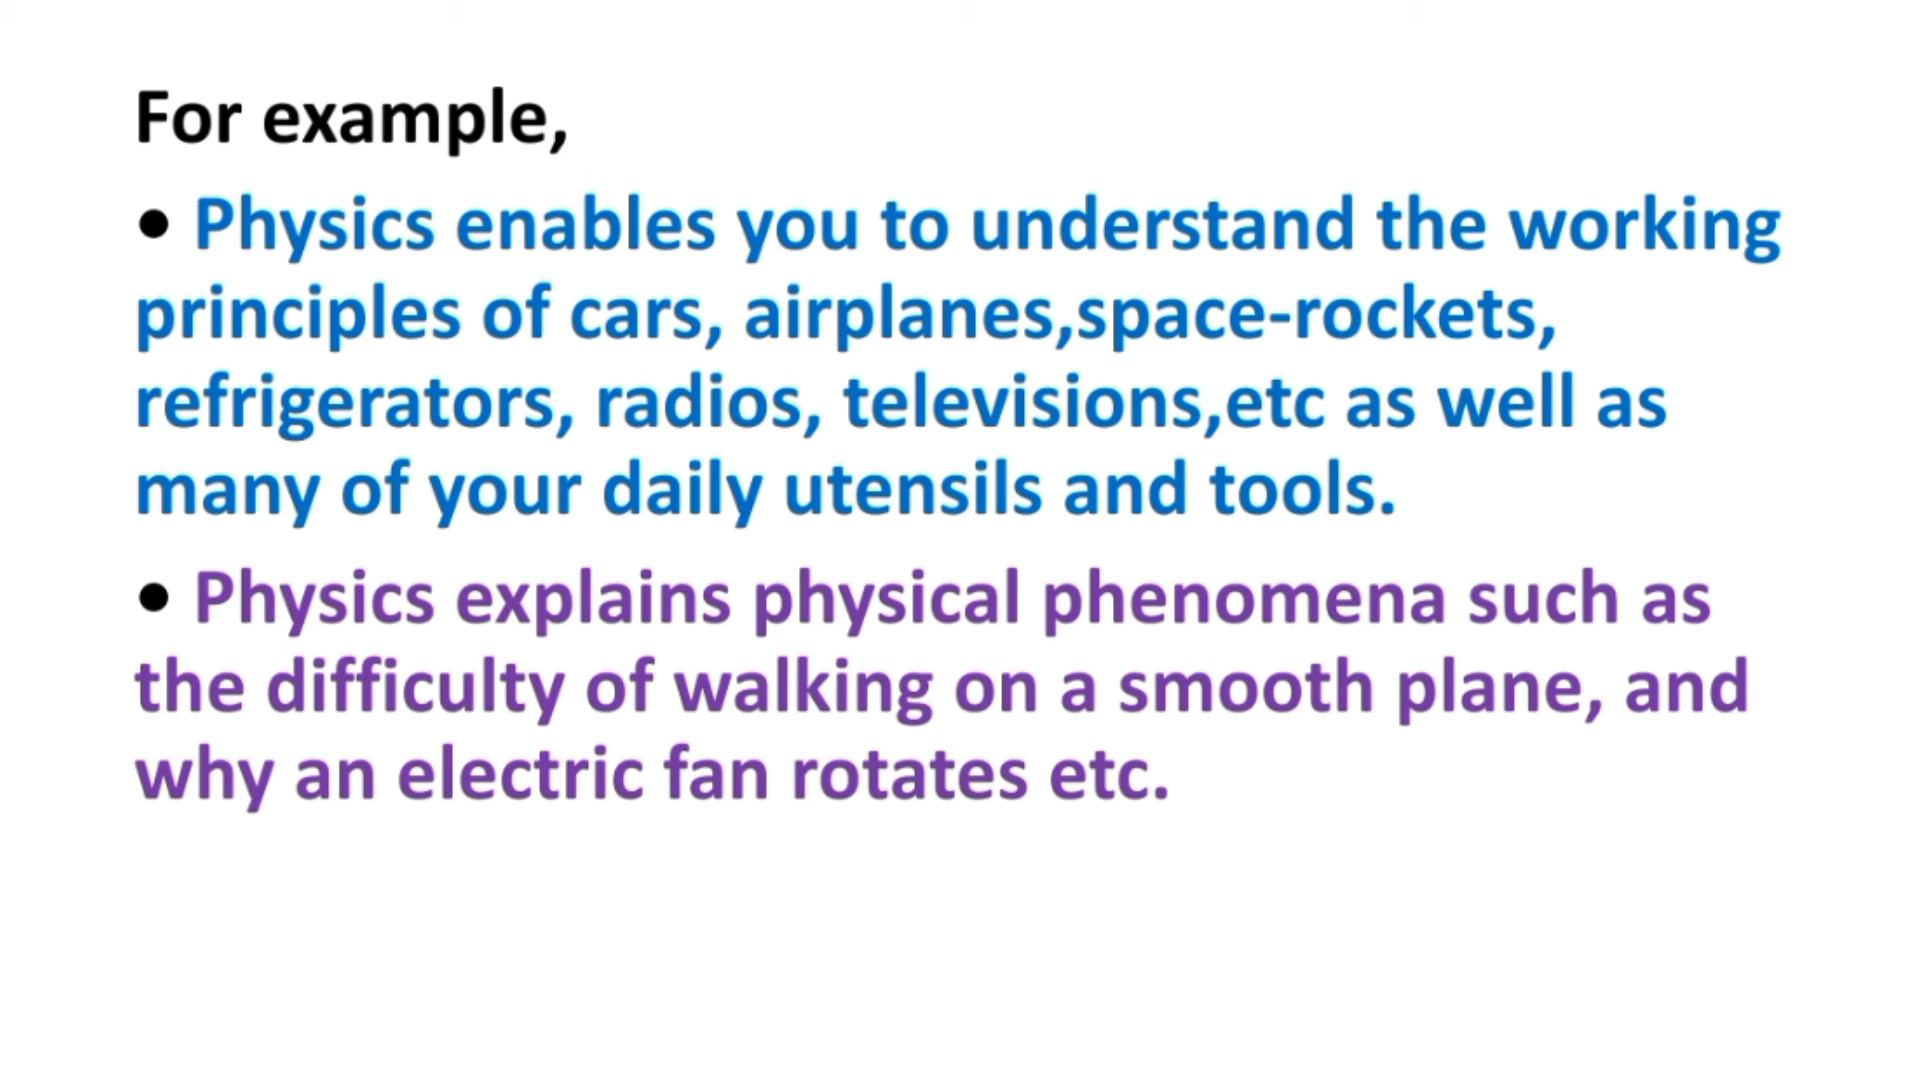 For example,
• Physics enables you to understand the working
principles of cars, airplanes,space-rockets,
refrigerators, radios, televisions,etc as well as
many of your daily utensils and tools.
• Physics explains physical phenomena such as
the difficulty of walking on a smooth plane, and
why an electric fan rotates etc.